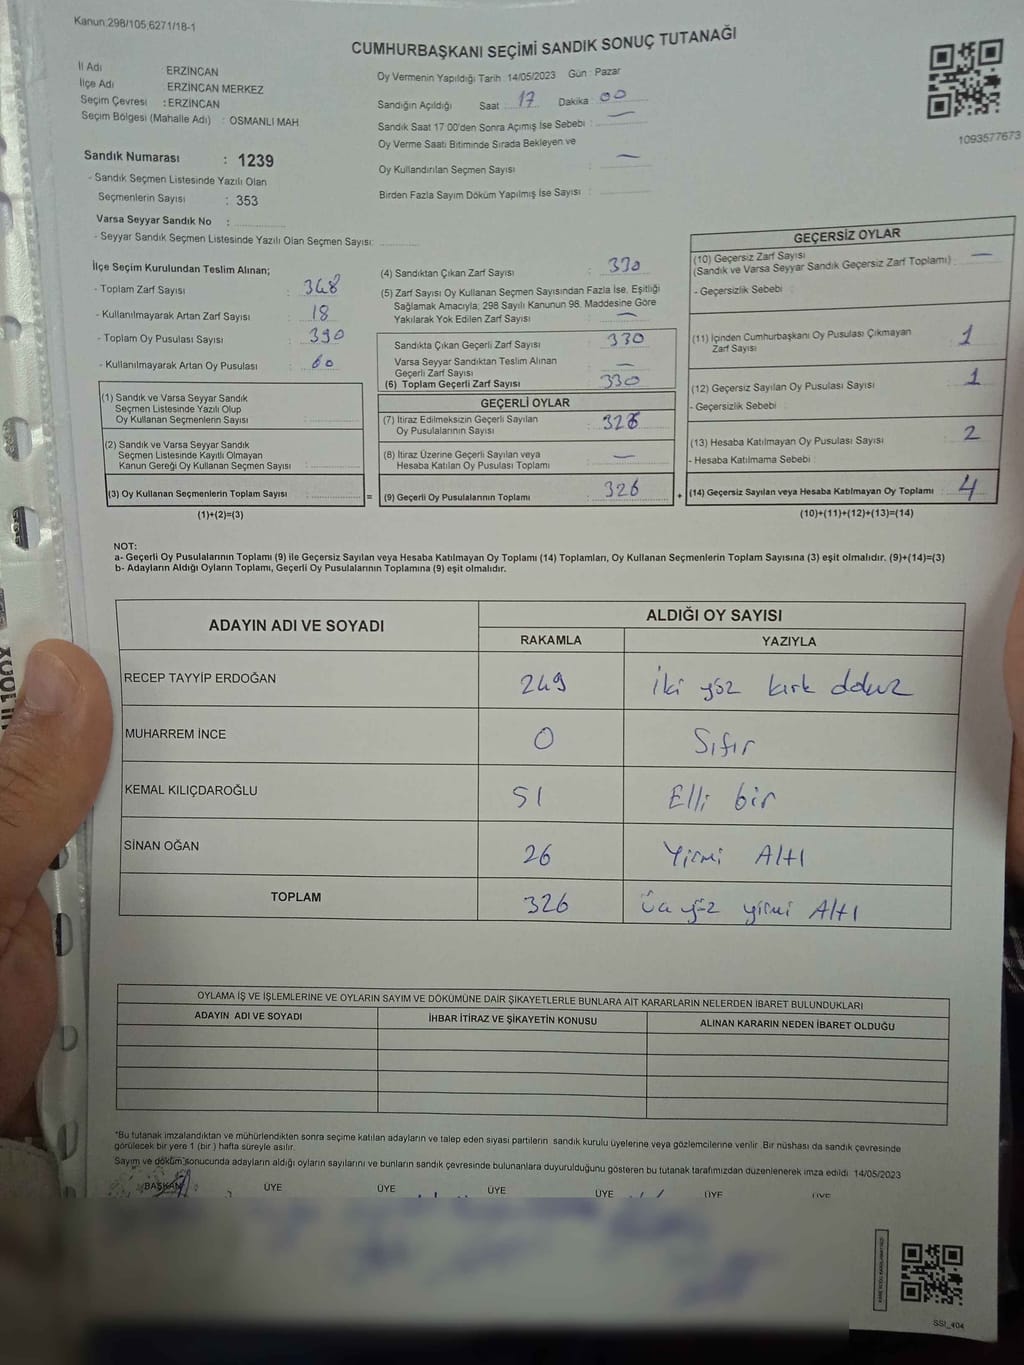 Kanun:298/105,6271/18-1
CUMHURBAŞKANI SEÇİMİ SANDIK SONUÇ TUTANAĞI
İl Adı : ERZİNCAN
İlçe Adı : ERZİNCAN MERKEZ
Seçim Çevresi : ERZİNCAN
Seçim Bölgesi (Mahalle Adı) : OSMANLI MAH.
Sandık Numarası : 1239
- Sandık Seçmen Listesinde Yazılı Olan
Seçmenlerin Sayısı : 353
Varsa Seyyar Sandık No :
- Seyyar Sandık Seçmen Listesinde Yazılı Olan Seçmen Sayısı:
Oy Vermenin Yapıldığı Tarih : 14/05/2023 Gün : Pazar
Sandığın Açıldığı Saat : 17 Dakika : 00
Sandık Saat 17:00'den Sonra Açımış İse Sebebi : —
Oy Verme Saati Bitiminde Sırada Bekleyen ve
Oy Kullandırılan Seçmen Sayısı : —
Birden Fazla Sayım Döküm Yapılmış İse Sayısı :
1093577673
İlçe Seçim Kurulundan Teslim Alınan;
- Toplam Zarf Sayısı : 348
- Kullanılmayarak Artan Zarf Sayısı : 18
- Toplam Oy Pusulası Sayısı : 390
- Kullanılmayarak Artan Oy Pusulası : 60
(1) Sandık ve Varsa Seyyar Sandık
Seçmen Listesinde Yazılı Olup
Oy Kullanan Seçmenlerin Sayısı :
(2) Sandık ve Varsa Seyyar Sandık
Seçmen Listesinde Kayıtlı Olmayan
Kanun Gereği Oy Kullanan Seçmen Sayısı :
(3) Oy Kullanan Seçmenlerin Toplam Sayısı : =
(1)+(2)=(3)
(4) Sandıktan Çıkan Zarf Sayısı : 330
(5) Zarf Sayısı Oy Kullanan Seçmen Sayısından Fazla İse, Eşitliği
Sağlamak Amacıyla; 298 Sayılı Kanunun 98. Maddesine Göre
Yakılarak Yok Edilen Zarf Sayısı : —
Sandıkta Çıkan Geçerli Zarf Sayısı : 330
Varsa Seyyar Sandıktan Teslim Alınan
Geçerli Zarf Sayısı : —
(6) Toplam Geçerli Zarf Sayısı : 330
GEÇERLİ OYLAR
(7) İtiraz Edilmeksizin Geçerli Sayılan
Oy Pusulalarının Sayısı : 326
(8) İtiraz Üzerine Geçerli Sayılan veya
Hesaba Katılan Oy Pusulası Toplamı : —
(9) Geçerli Oy Pusulalarının Toplamı : 326 +
GEÇERSİZ OYLAR
(10) Geçersiz Zarf Sayısı
(Sandık ve Varsa Seyyar Sandık Geçersiz Zarf Toplamı) : —
- Geçersizlik Sebebi :
(11) İçinden Cumhurbaşkanı Oy Pusulası Çıkmayan
Zarf Sayısı : 1
(12) Geçersiz Sayılan Oy Pusulası Sayısı : 1
- Geçersizlik Sebebi :
(13) Hesaba Katılmayan Oy Pusulası Sayısı : 2
- Hesaba Katılmama Sebebi :
(14) Geçersiz Sayılan veya Hesaba Katılmayan Oy Toplamı : 4
(10)+(11)+(12)+(13)=(14)
NOT:
a- Geçerli Oy Pusulalarının Toplamı (9) ile Geçersiz Sayılan veya Hesaba Katılmayan Oy Toplamı (14) Toplamları, Oy Kullanan Seçmenlerin Toplam Sayısına (3) eşit olmalıdır. (9)+(14)=(3)
b- Adayların Aldığı Oyların Toplamı, Geçerli Oy Pusulalarının Toplamına (9) eşit olmalıdır.
ADAYIN ADI VE SOYADI
ALDIĞI OY SAYISI
RAKAMLA YAZIYLA
RECEP TAYYİP ERDOĞAN 249 İki yüz kırk dokuz
MUHARREM İNCE 0 Sıfır
KEMAL KILIÇDAROĞLU 51 Elli bir
SİNAN OĞAN 26 Yirmi Altı
TOPLAM 326 Üç yüz yirmi Altı
OYLAMA İŞ VE İŞLEMLERİNE VE OYLARIN SAYIM VE DÖKÜMÜNE DAİR ŞİKAYETLERLE BUNLARA AİT KARARLARIN NELERDEN İBARET BULUNDUKLARI
ADAYIN ADI VE SOYADI İHBAR İTİRAZ VE ŞİKAYETİN KONUSU ALINAN KARARIN NEDEN İBARET OLDUĞU
*Bu tutanak imzalandıktan ve mühürlendikten sonra seçime katılan adayların ve talep eden siyasi partilerin sandık kurulu üyelerine veya gözlemcilerine verilir. Bir nüshası da sandık çevresinde
görülecek bir yere 1 (bir) hafta süreyle asılır.
Sayım ve döküm sonucunda adayların aldığı oyların sayılarını ve bunların sandık çevresinde bulunanlara duyurulduğunu gösteren bu tutanak tarafımızdan düzenlenerek imza edildi. 14/05/2023
BAŞKAN ÜYE ÜYE ÜYE ÜYE ÜYE ÜYE
SSI_404